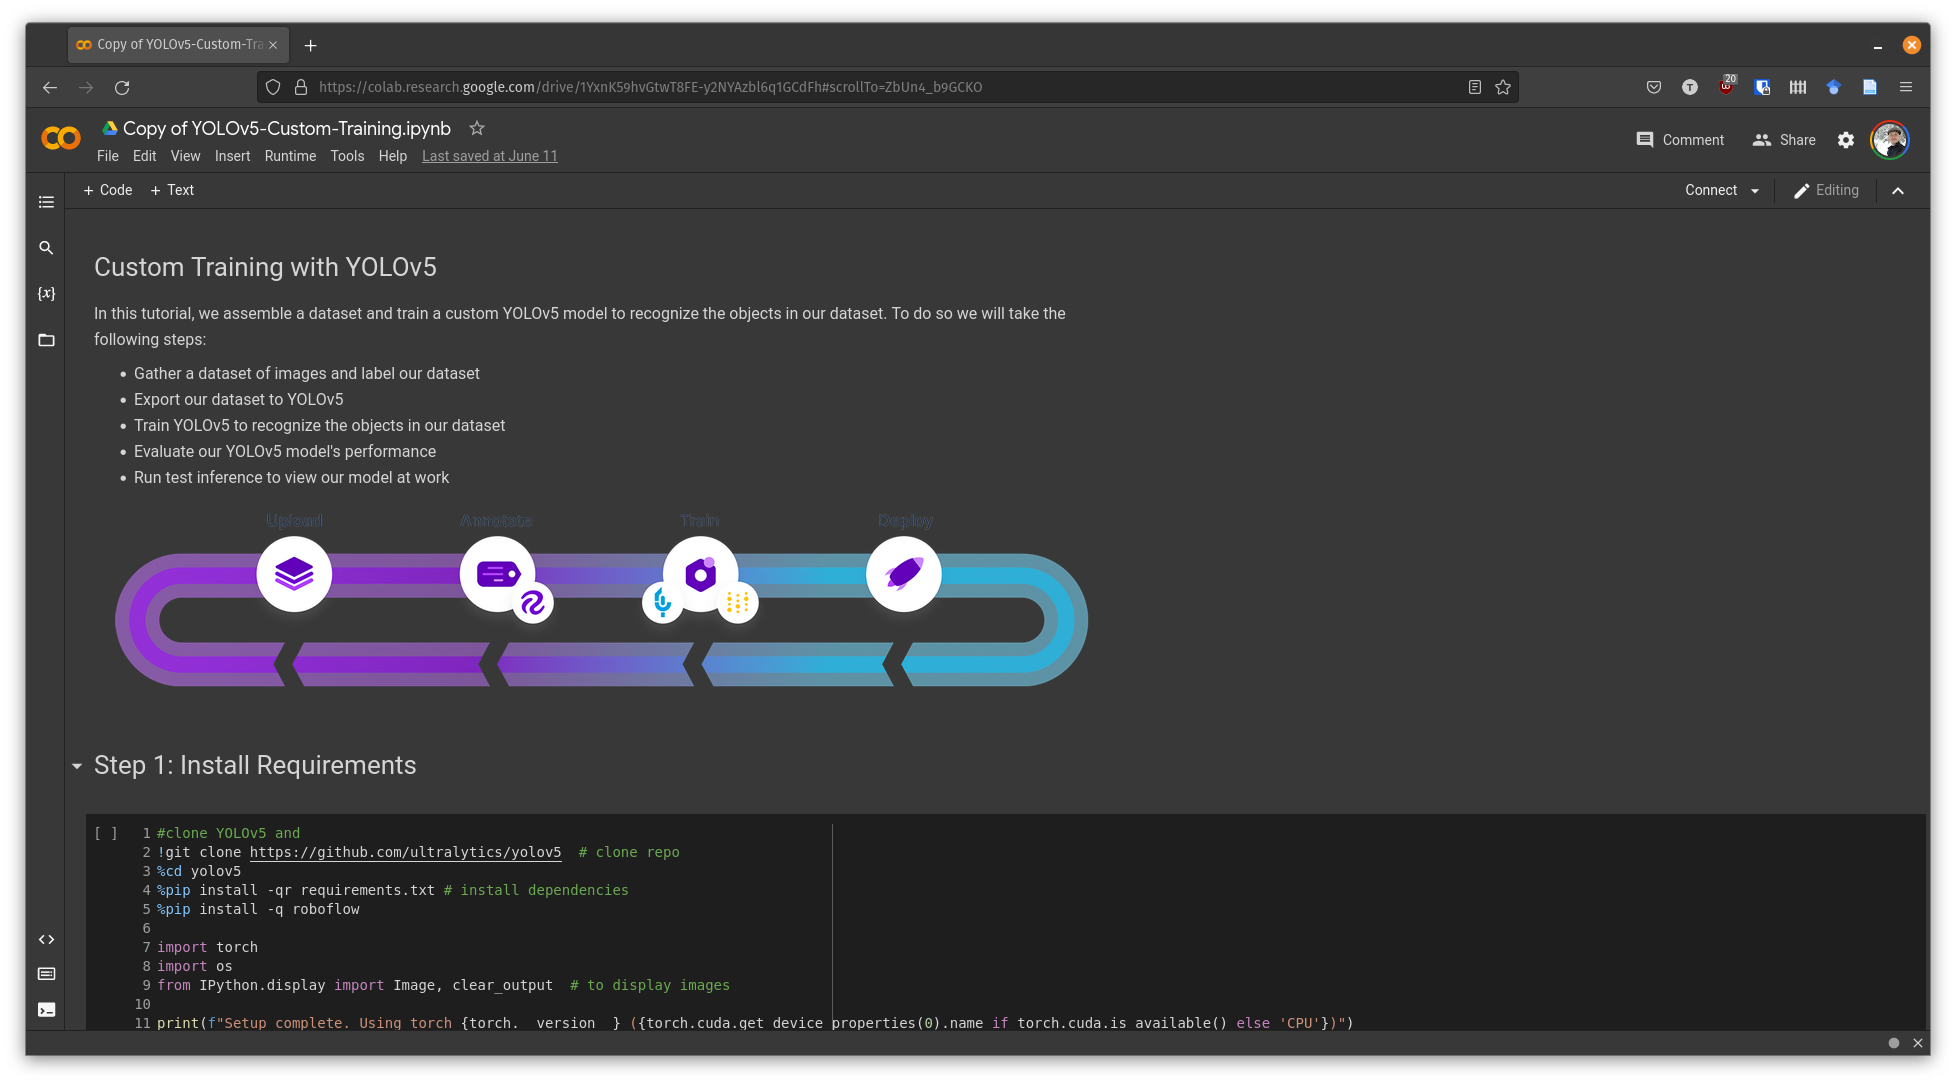 Copy of YOLOv5-Custom-Tra
20
https://colab.research.google.com/drive/1YxnK59hvGtwT8FE-y2NYAzbl6q1GCdFh#scrollTo=ZbUn4_b9GCKO
T
Copy of YOLOv5-Custom-Training.ipynb
File Edit View Insert Runtime Tools Help Last saved at June 11
Comment Share
+ Code + Text
Connect Editing
{x}
Custom Training with YOLOv5
In this tutorial, we assemble a dataset and train a custom YOLOv5 model to recognize the objects in our dataset. To do so we will take the
following steps:
• Gather a dataset of images and label our dataset
• Export our dataset to YOLOv5
• Train YOLOv5 to recognize the objects in our dataset
• Evaluate our YOLOv5 model's performance
• Run test inference to view our model at work
Upload Annotate Train Deploy
Step 1: Install Requirements
[ ] 1 #clone YOLOv5 and
2 !git clone https://github.com/ultralytics/yolov5 # clone repo
3 %cd yolov5
4 %pip install -qr requirements.txt # install dependencies
5 %pip install -q roboflow
6
7 import torch
8 import os
9 from IPython.display import Image, clear_output # to display images
10
11 print(f"Setup complete. Using torch {torch.__version__} ({torch.cuda.get_device_properties(0).name if torch.cuda.is_available() else 'CPU'})")